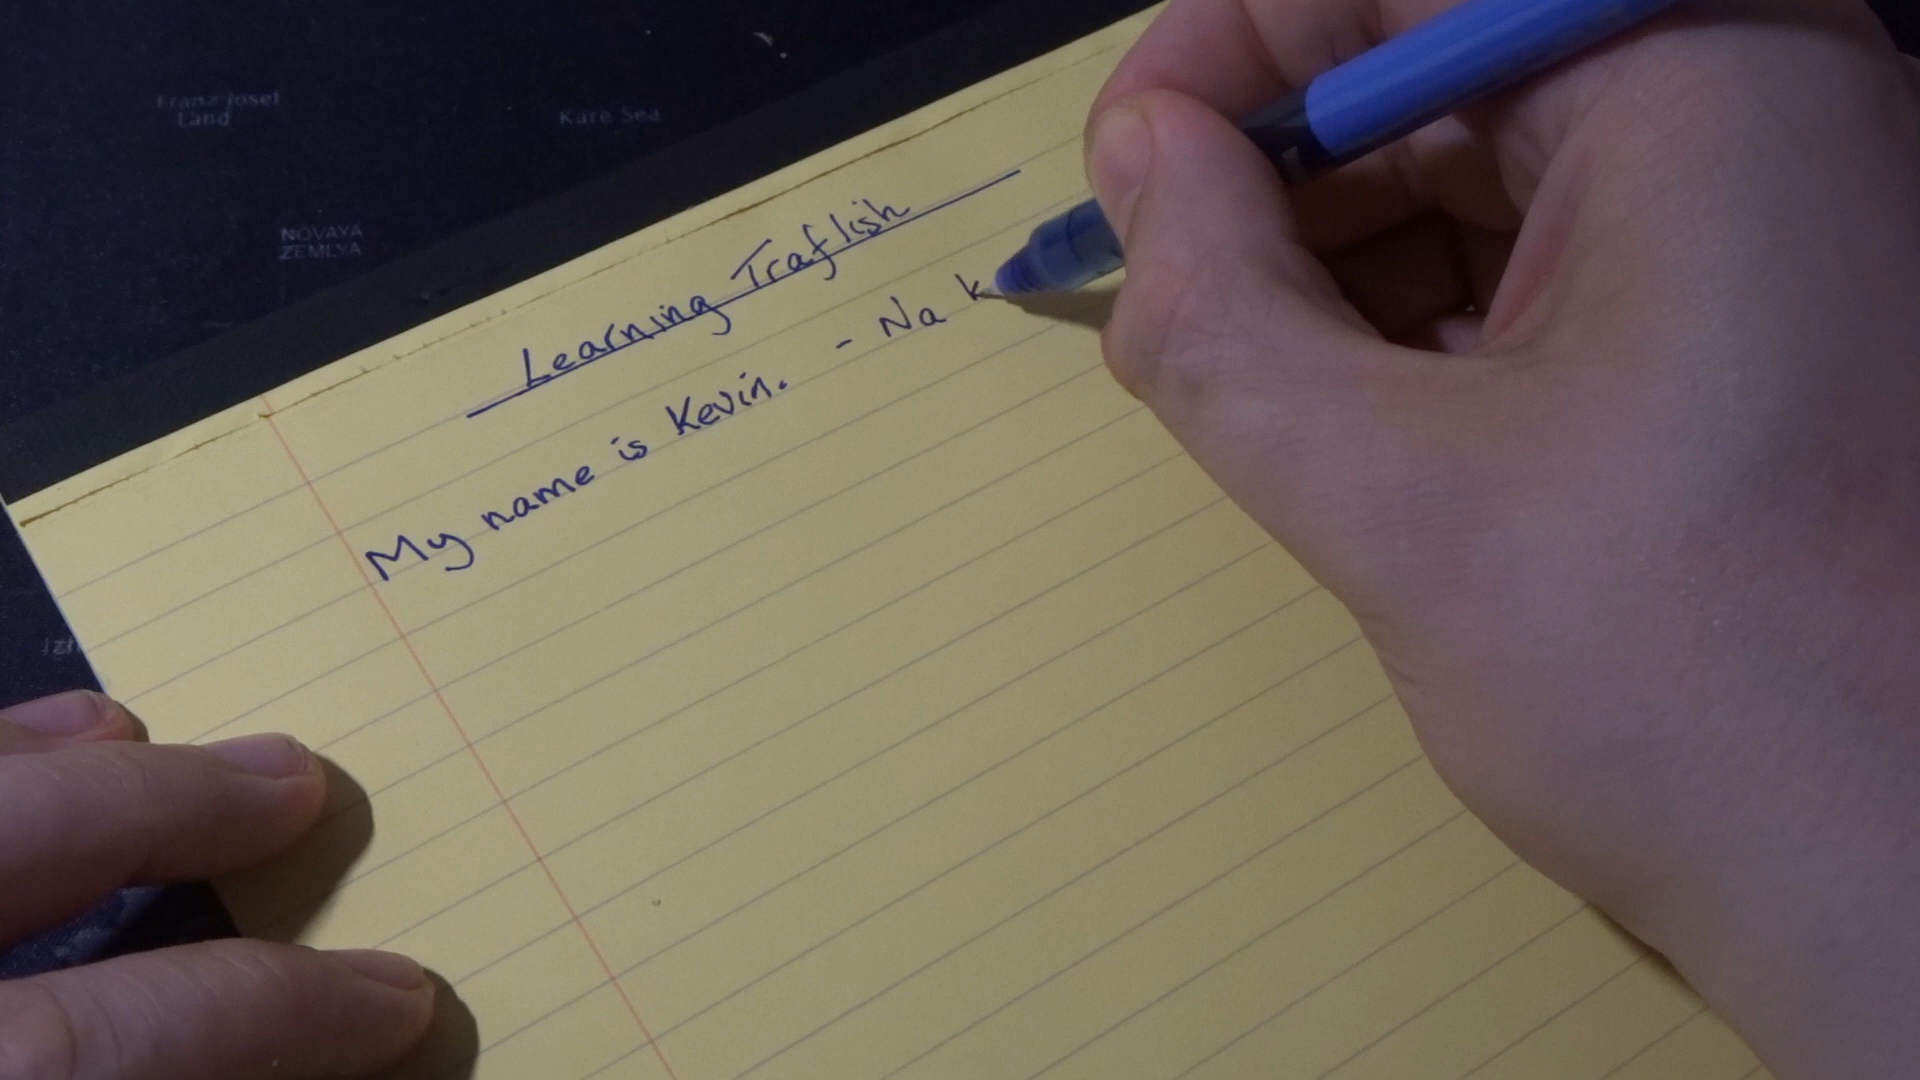 Franz Josef
Land
Kara Sea
NOVAYA
ZEMLYA
Learning Traflish
My name is Kevin. - Na k